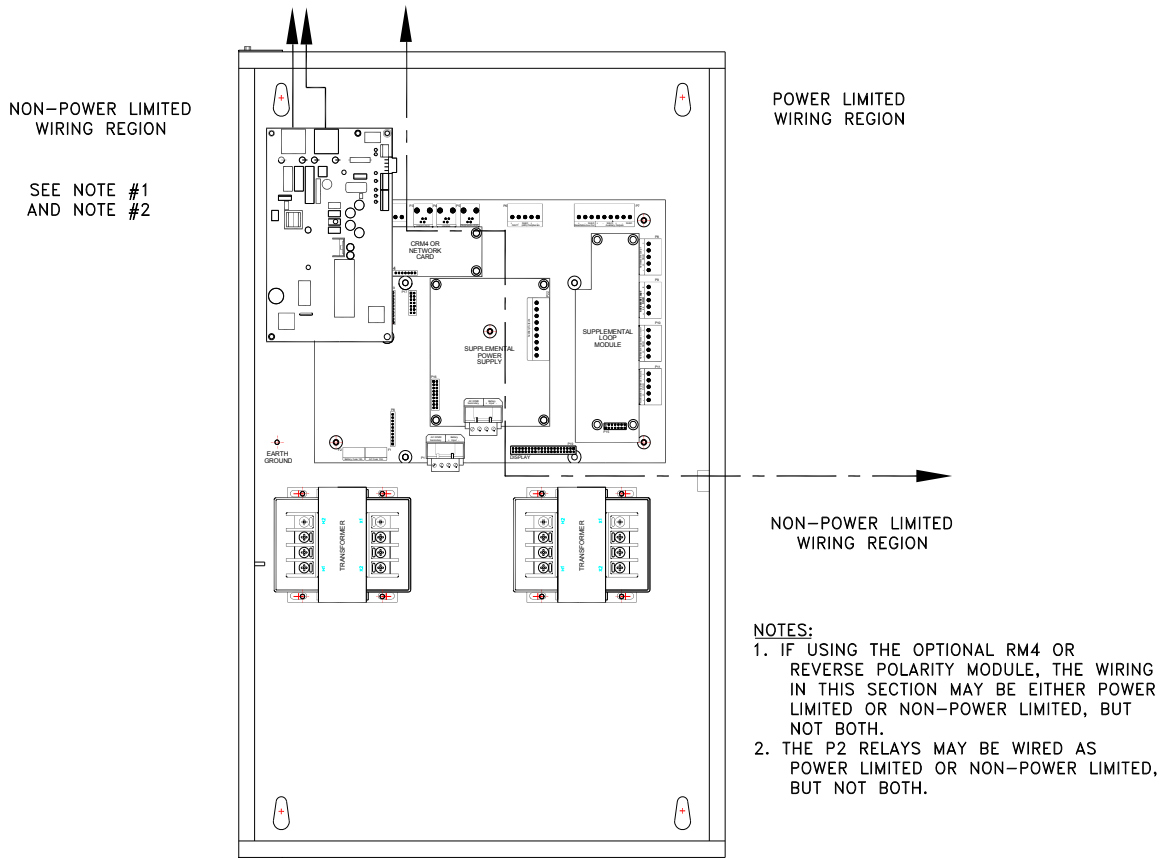 NON-POWER LIMITED
WIRING REGION
SEE NOTE #1
AND NOTE #2
POWER LIMITED
WIRING REGION
CRM4 OR
NETWORK
CARD
SUPPLEMENTAL
POWER
SUPPLY
SUPPLEMENTAL
LOOP
MODULE
EARTH
GROUND
DISPLAY
TRANSFORMER
TRANSFORMER
NON-POWER LIMITED
WIRING REGION
NOTES:
1. IF USING THE OPTIONAL RM4 OR
REVERSE POLARITY MODULE, THE WIRING
IN THIS SECTION MAY BE EITHER POWER
LIMITED OR NON-POWER LIMITED, BUT
NOT BOTH.
2. THE P2 RELAYS MAY BE WIRED AS
POWER LIMITED OR NON-POWER LIMITED,
BUT NOT BOTH.